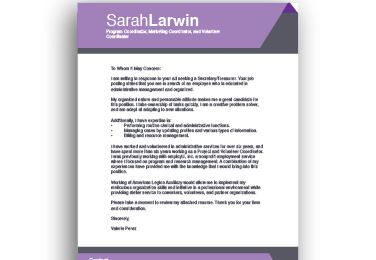 SarahLarwin
Program Coordinator, Marketing Coordinator, and Volunteer
Coordinator
To Whom It May Concern:
I am writing in response to your ad seeking a Secretary/Treasurer. Your job
posting states that you are in search of an employee who is educated in
administrative management and organized.
My organized nature and personable attitude makes me a great candidate for
this position. I take ownership of tasks quickly, I am a creative problem solver,
and am adept at adapting to new situations.
Additionally, I have expertise in:
• Performing routine clerical and administrative functions.
• Managing cases by updating profiles and various types of information.
• Billing and resource management.
I have worked and volunteered in administrative services for over six years, and
have spent more than six years working as a Project and Volunteer Coordinator.
I was previously working with employU, Inc. a nonprofit employment service
where I focused on program and research management. A combination of my
experiences have provided me with the knowledge that I would bring into this
position.
Working at American Legion Auxiliary would allow me to implement my
meticulous organization skills and initiative in a professional environment while
providing stellar service to coworkers, volunteers, and partner organizations.
Please take a moment to review my attached resume. Thank you for your time
and consideration.
Sincerely,
Valerie Perez